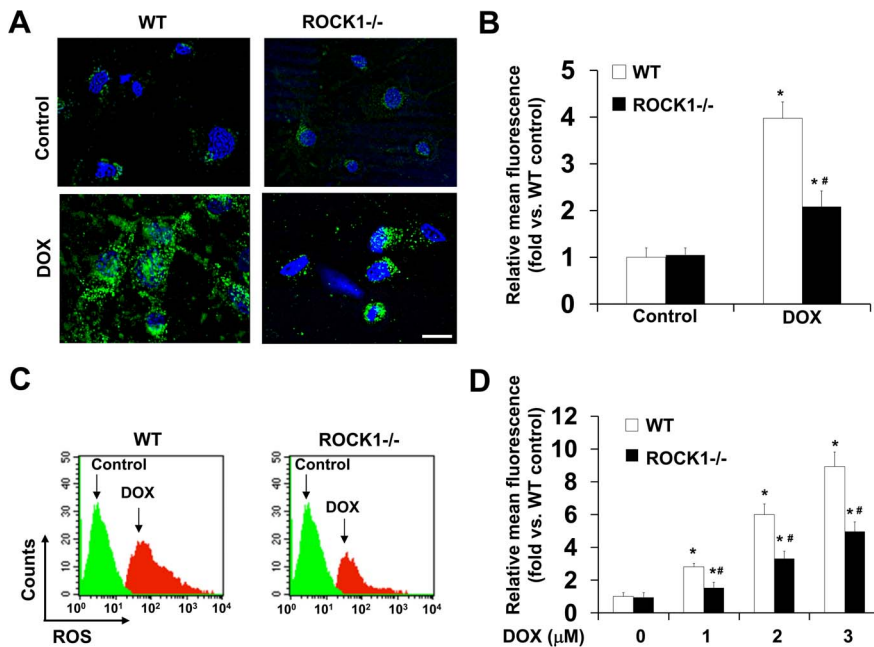 A
WT
ROCK1-/-
Control
DOX
B
Relative mean fluorescence
(fold vs. WT control)
5
4
3
2
1
0
WT
ROCK1-/-
*
* #
Control
DOX
C
WT
ROCK1-/-
Counts
50
40
30
20
10
0
Control
DOX
10⁰ 10¹ 10² 10³ 10⁴
ROS
50
40
30
20
10
0
Control
DOX
10⁰ 10¹ 10² 10³ 10⁴
D
Relative mean fluorescence
(fold vs. WT control)
12
10
8
6
4
2
0
WT
ROCK1-/-
*
*#
*
* #
*
* #
DOX (μM) 0 1 2 3